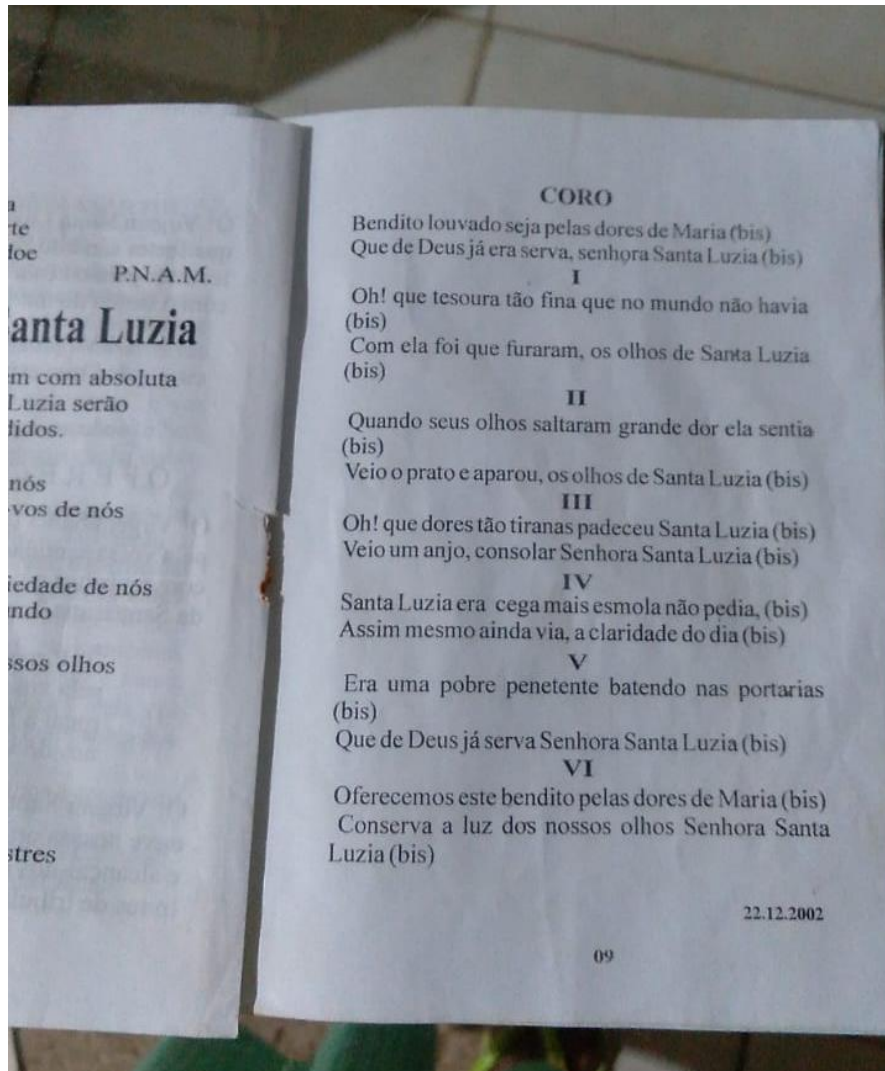 P.N.A.M.
anta Luzia
m com absoluta
Luzia serão
didos.
nós
vos de nós
iedade de nós
ndo
ssos olhos
stres
CORO
Bendito louvado seja pelas dores de Maria (bis)
Que de Deus já era serva, senhora Santa Luzia (bis)
I
Oh! que tesoura tão fina que no mundo não havia
(bis)
Com ela foi que furaram, os olhos de Santa Luzia
(bis)
II
Quando seus olhos saltaram grande dor ela sentia
(bis)
Veio o prato e aparou, os olhos de Santa Luzia (bis)
III
Oh! que dores tão tiranas padeceu Santa Luzia (bis)
Veio um anjo, consolar Senhora Santa Luzia (bis)
IV
Santa Luzia era cega mais esmola não pedia, (bis)
Assim mesmo ainda via, a claridade do dia (bis)
V
Era uma pobre penetente batendo nas portarias
(bis)
Que de Deus já serva Senhora Santa Luzia (bis)
VI
Oferecemos este bendito pelas dores de Maria (bis)
Conserva a luz dos nossos olhos Senhora Santa
Luzia (bis)
22.12.2002
09